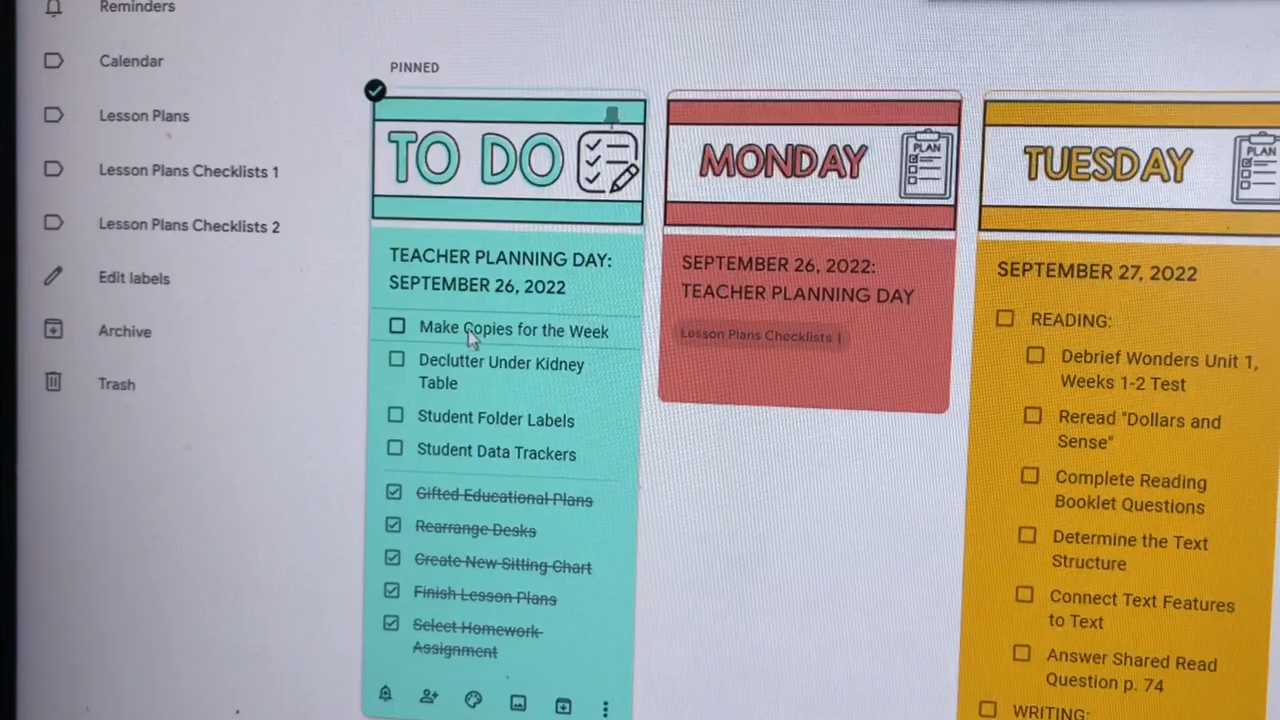 Reminders
Calendar
Lesson Plans
Lesson Plans Checklists 1
Lesson Plans Checklists 2
Edit labels
Archive
Trash
PINNED
TO DO
TEACHER PLANNING DAY:
SEPTEMBER 26, 2022
Make Copies for the Week
Declutter Under Kidney
Table
Student Folder Labels
Student Data Trackers
Gifted Educational Plans
Rearrange Desks
Create New Sitting Chart
Finish Lesson Plans
Select Homework
Assignment
MONDAY
PLAN
SEPTEMBER 26, 2022:
TEACHER PLANNING DAY
Lesson Plans Checklists 1
TUESDAY
PLAN
SEPTEMBER 27, 2022
READING:
Debrief Wonders Unit 1,
Weeks 1-2 Test
Reread "Dollars and
Sense"
Complete Reading
Booklet Questions
Determine the Text
Structure
Connect Text Features
to Text
Answer Shared Read
Question p. 74
WRITING: